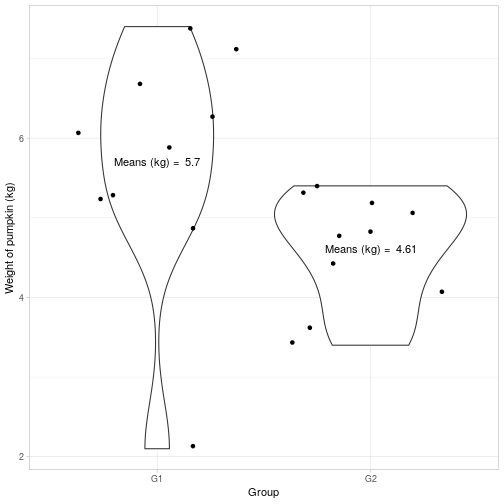 Weight of pumpkin (kg)
6
4
2
Means (kg) =  5.7
Means (kg) =  4.61
G1
G2
Group